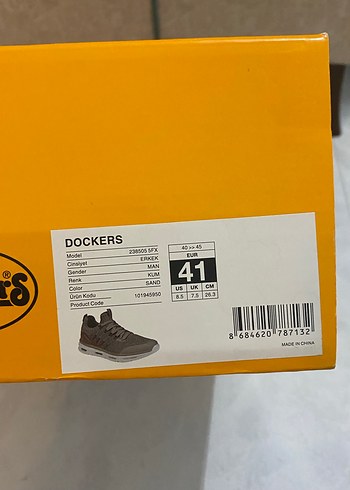 DOCKERS
Model 238505 5FX
Cinsiyet ERKEK
Gender MAN
Renk KUM
Color SAND
Ürün Kodu 101945950
Product Code
40 >> 45
EUR
41
US UK CM
8.5 7.5 26.3
8 684620 787132
MADE IN CHINA
®